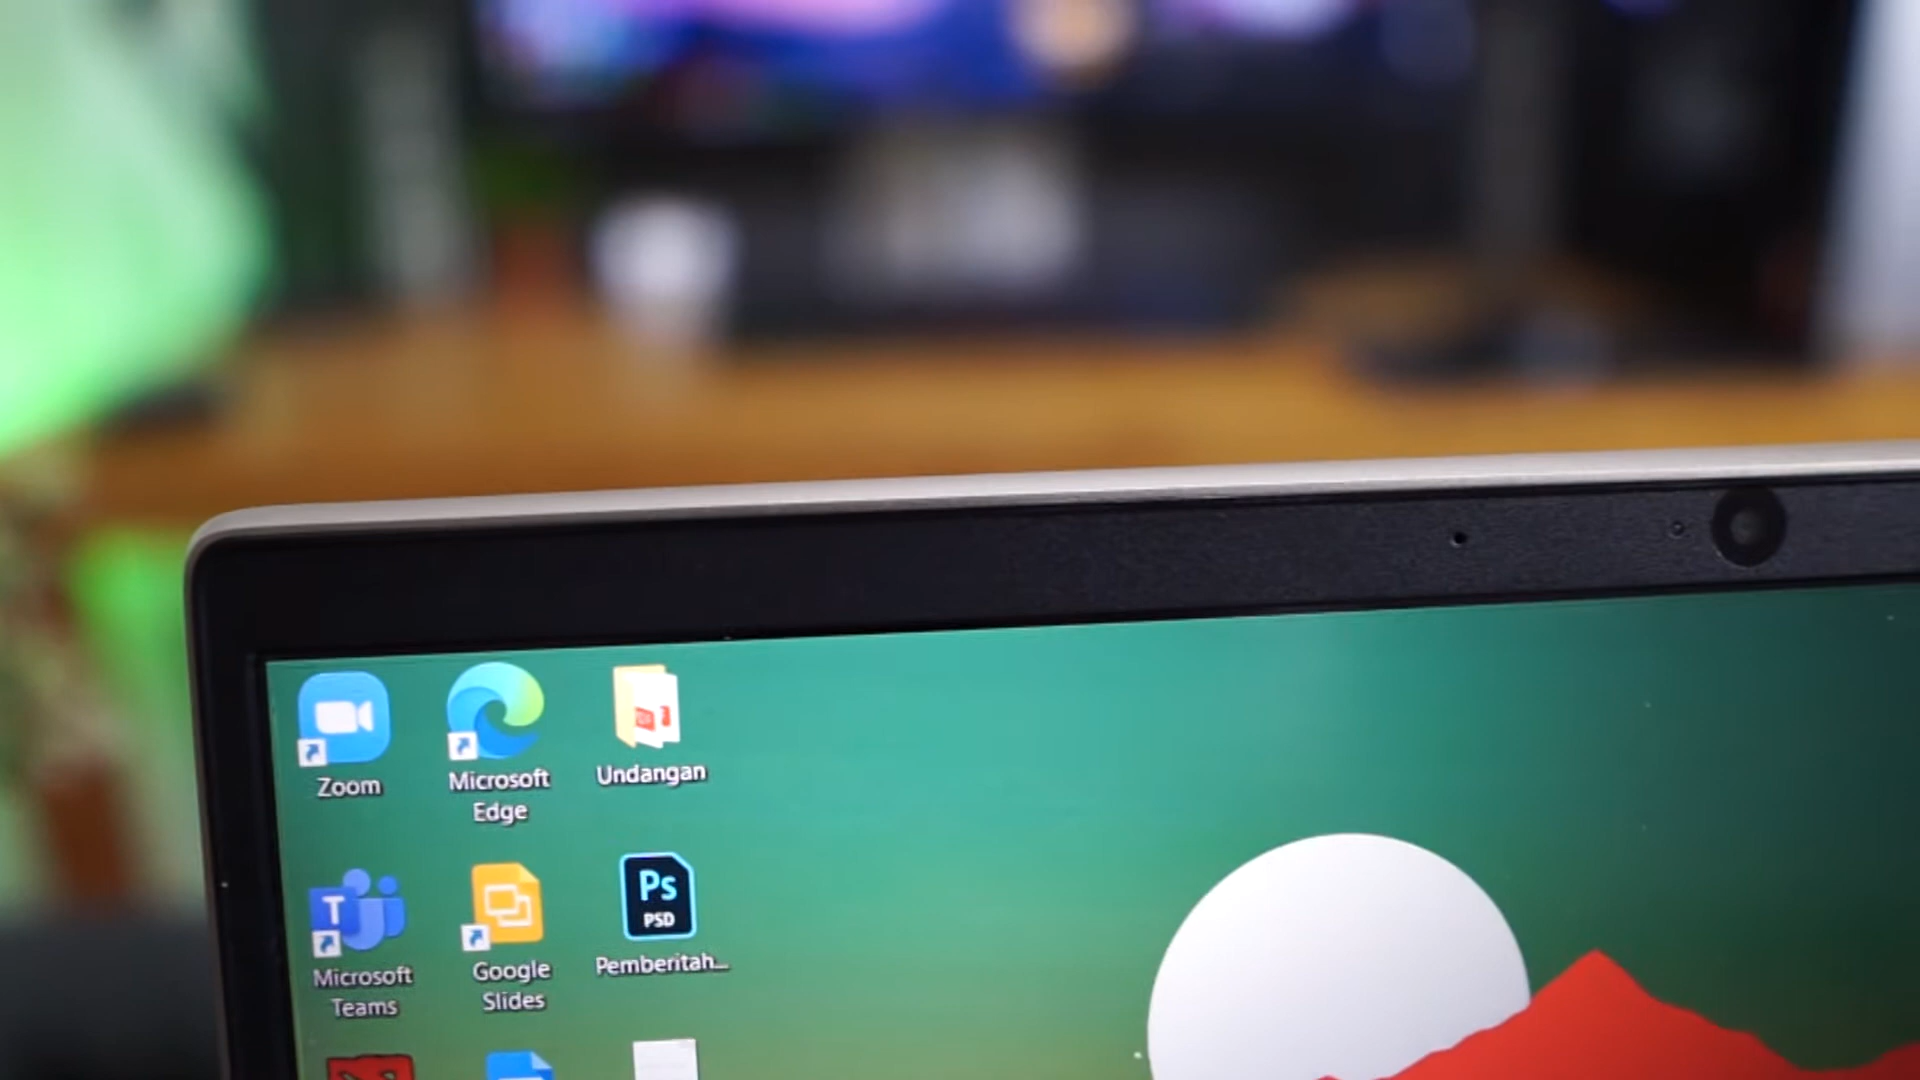 Zoom
Microsoft
Edge
Undangan
T
Ps
PSD
Microsoft
Teams
Google
Slides
Pemberitah...